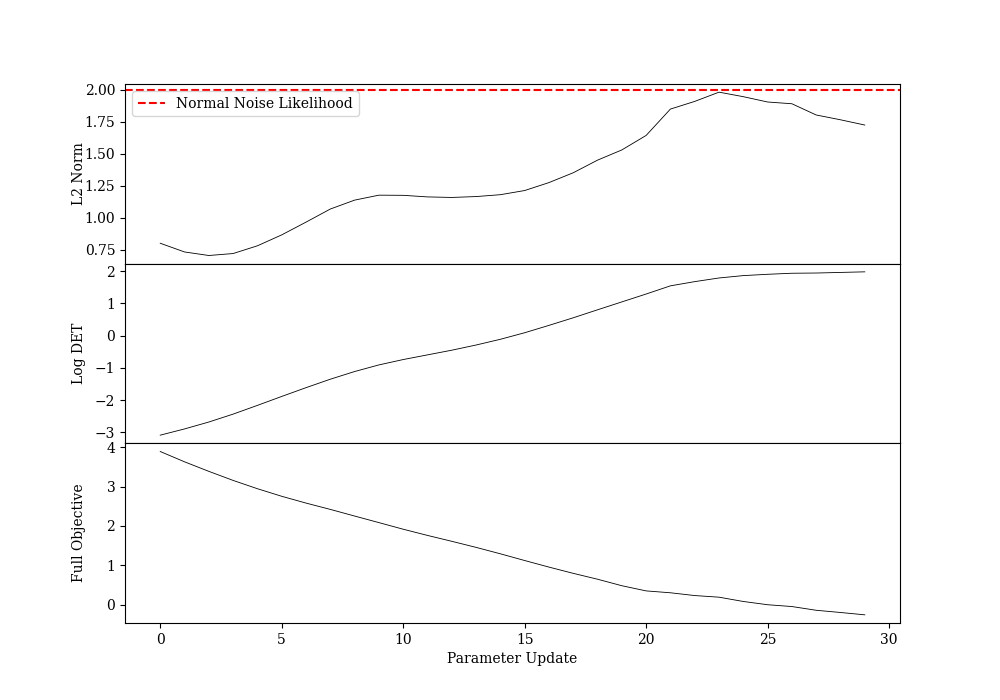 2.00
1.75
1.50
1.25
1.00
0.75
L2 Norm
Normal Noise Likelihood
2
1
0
−1
−2
−3
Log DET
4
3
2
1
0
Full Objective
0 5 10 15 20 25 30
Parameter Update